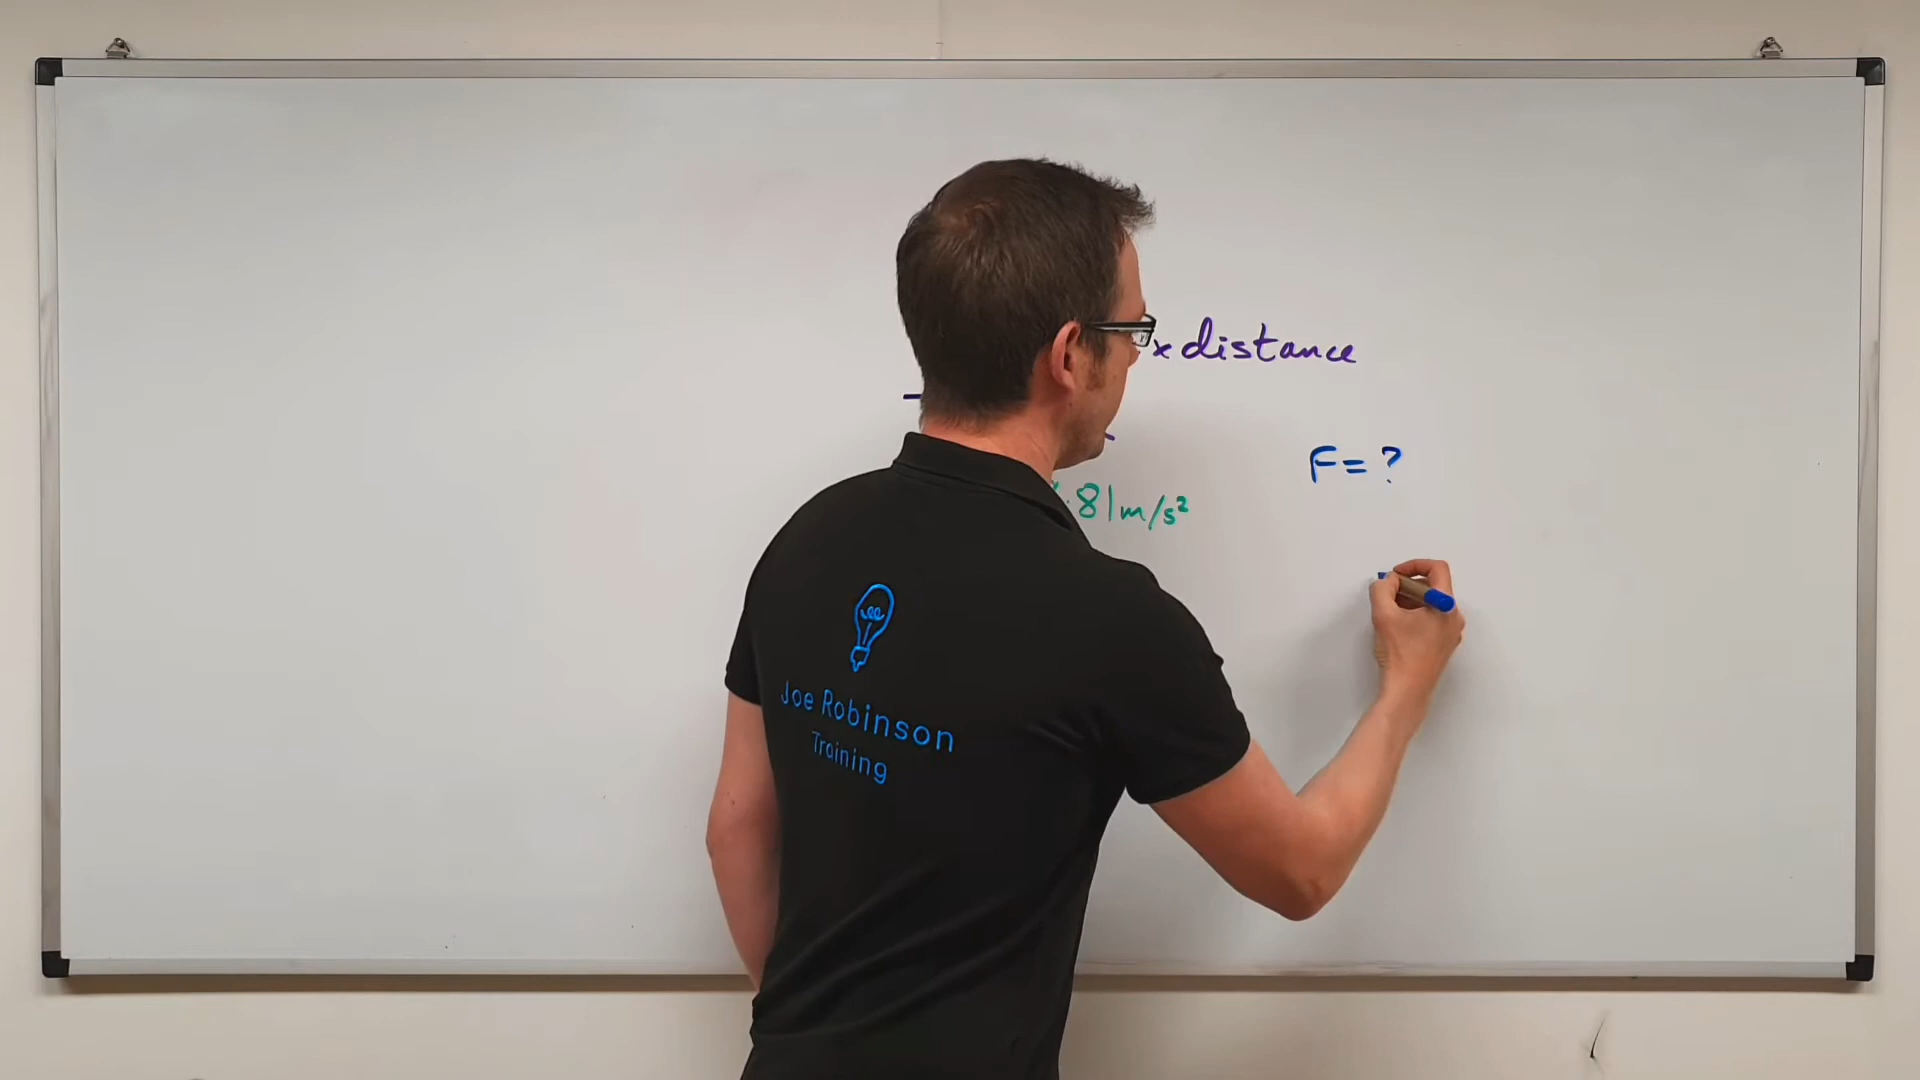 x distance
F = ?
.81 m/s²
Joe Robinson
Training